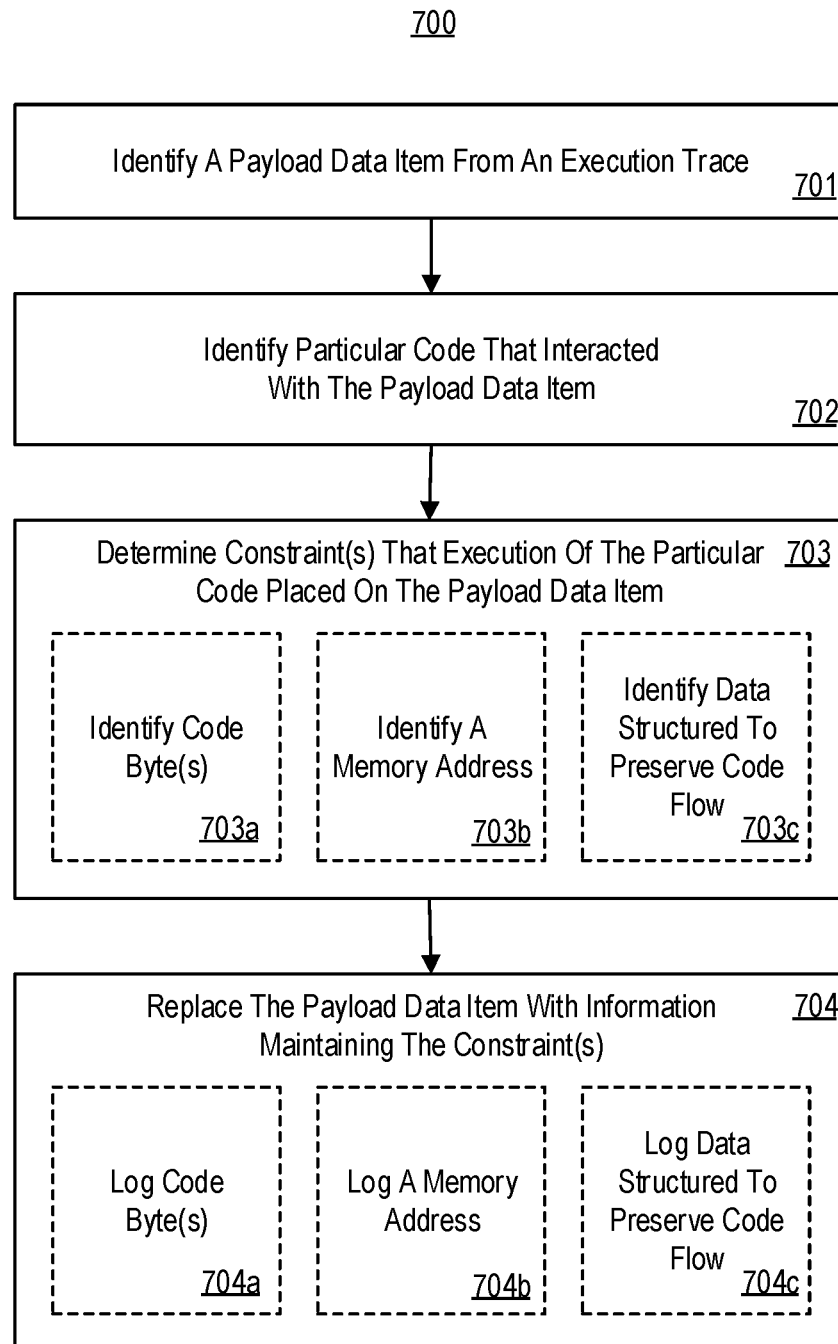 700
Identify A Payload Data Item From An Execution Trace
701
Identify Particular Code That Interacted
With The Payload Data Item
702
Determine Constraint(s) That Execution Of The Particular 703
Code Placed On The Payload Data Item
Identify Code
Byte(s)
703a
Identify A
Memory Address
703b
Identify Data
Structured To
Preserve Code
Flow
703c
Replace The Payload Data Item With Information 704
Maintaining The Constraint(s)
Log Code
Byte(s)
704a
Log A Memory
Address
704b
Log Data
Structured To
Preserve Code
Flow
704c